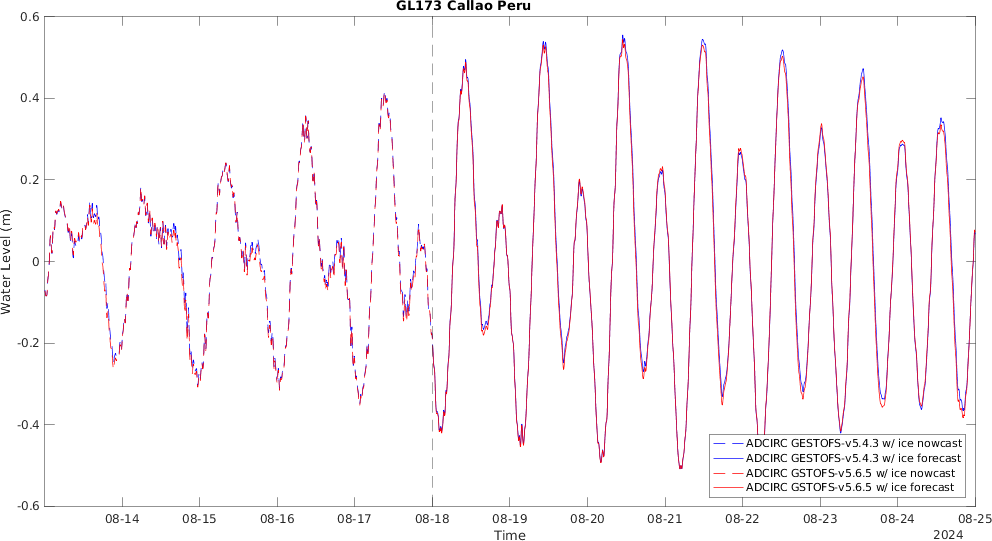 GL173 Callao Peru
0.6
0.4
0.2
0
-0.2
-0.4
-0.6
Water Level (m)
ADCIRC GESTOFS-v5.4.3 w/ ice nowcast
ADCIRC GESTOFS-v5.4.3 w/ ice forecast
ADCIRC GSTOFS-v5.6.5 w/ ice nowcast
ADCIRC GSTOFS-v5.6.5 w/ ice forecast
08-14 08-15 08-16 08-17 08-18 08-19 08-20 08-21 08-22 08-23 08-24 08-25
Time
2024